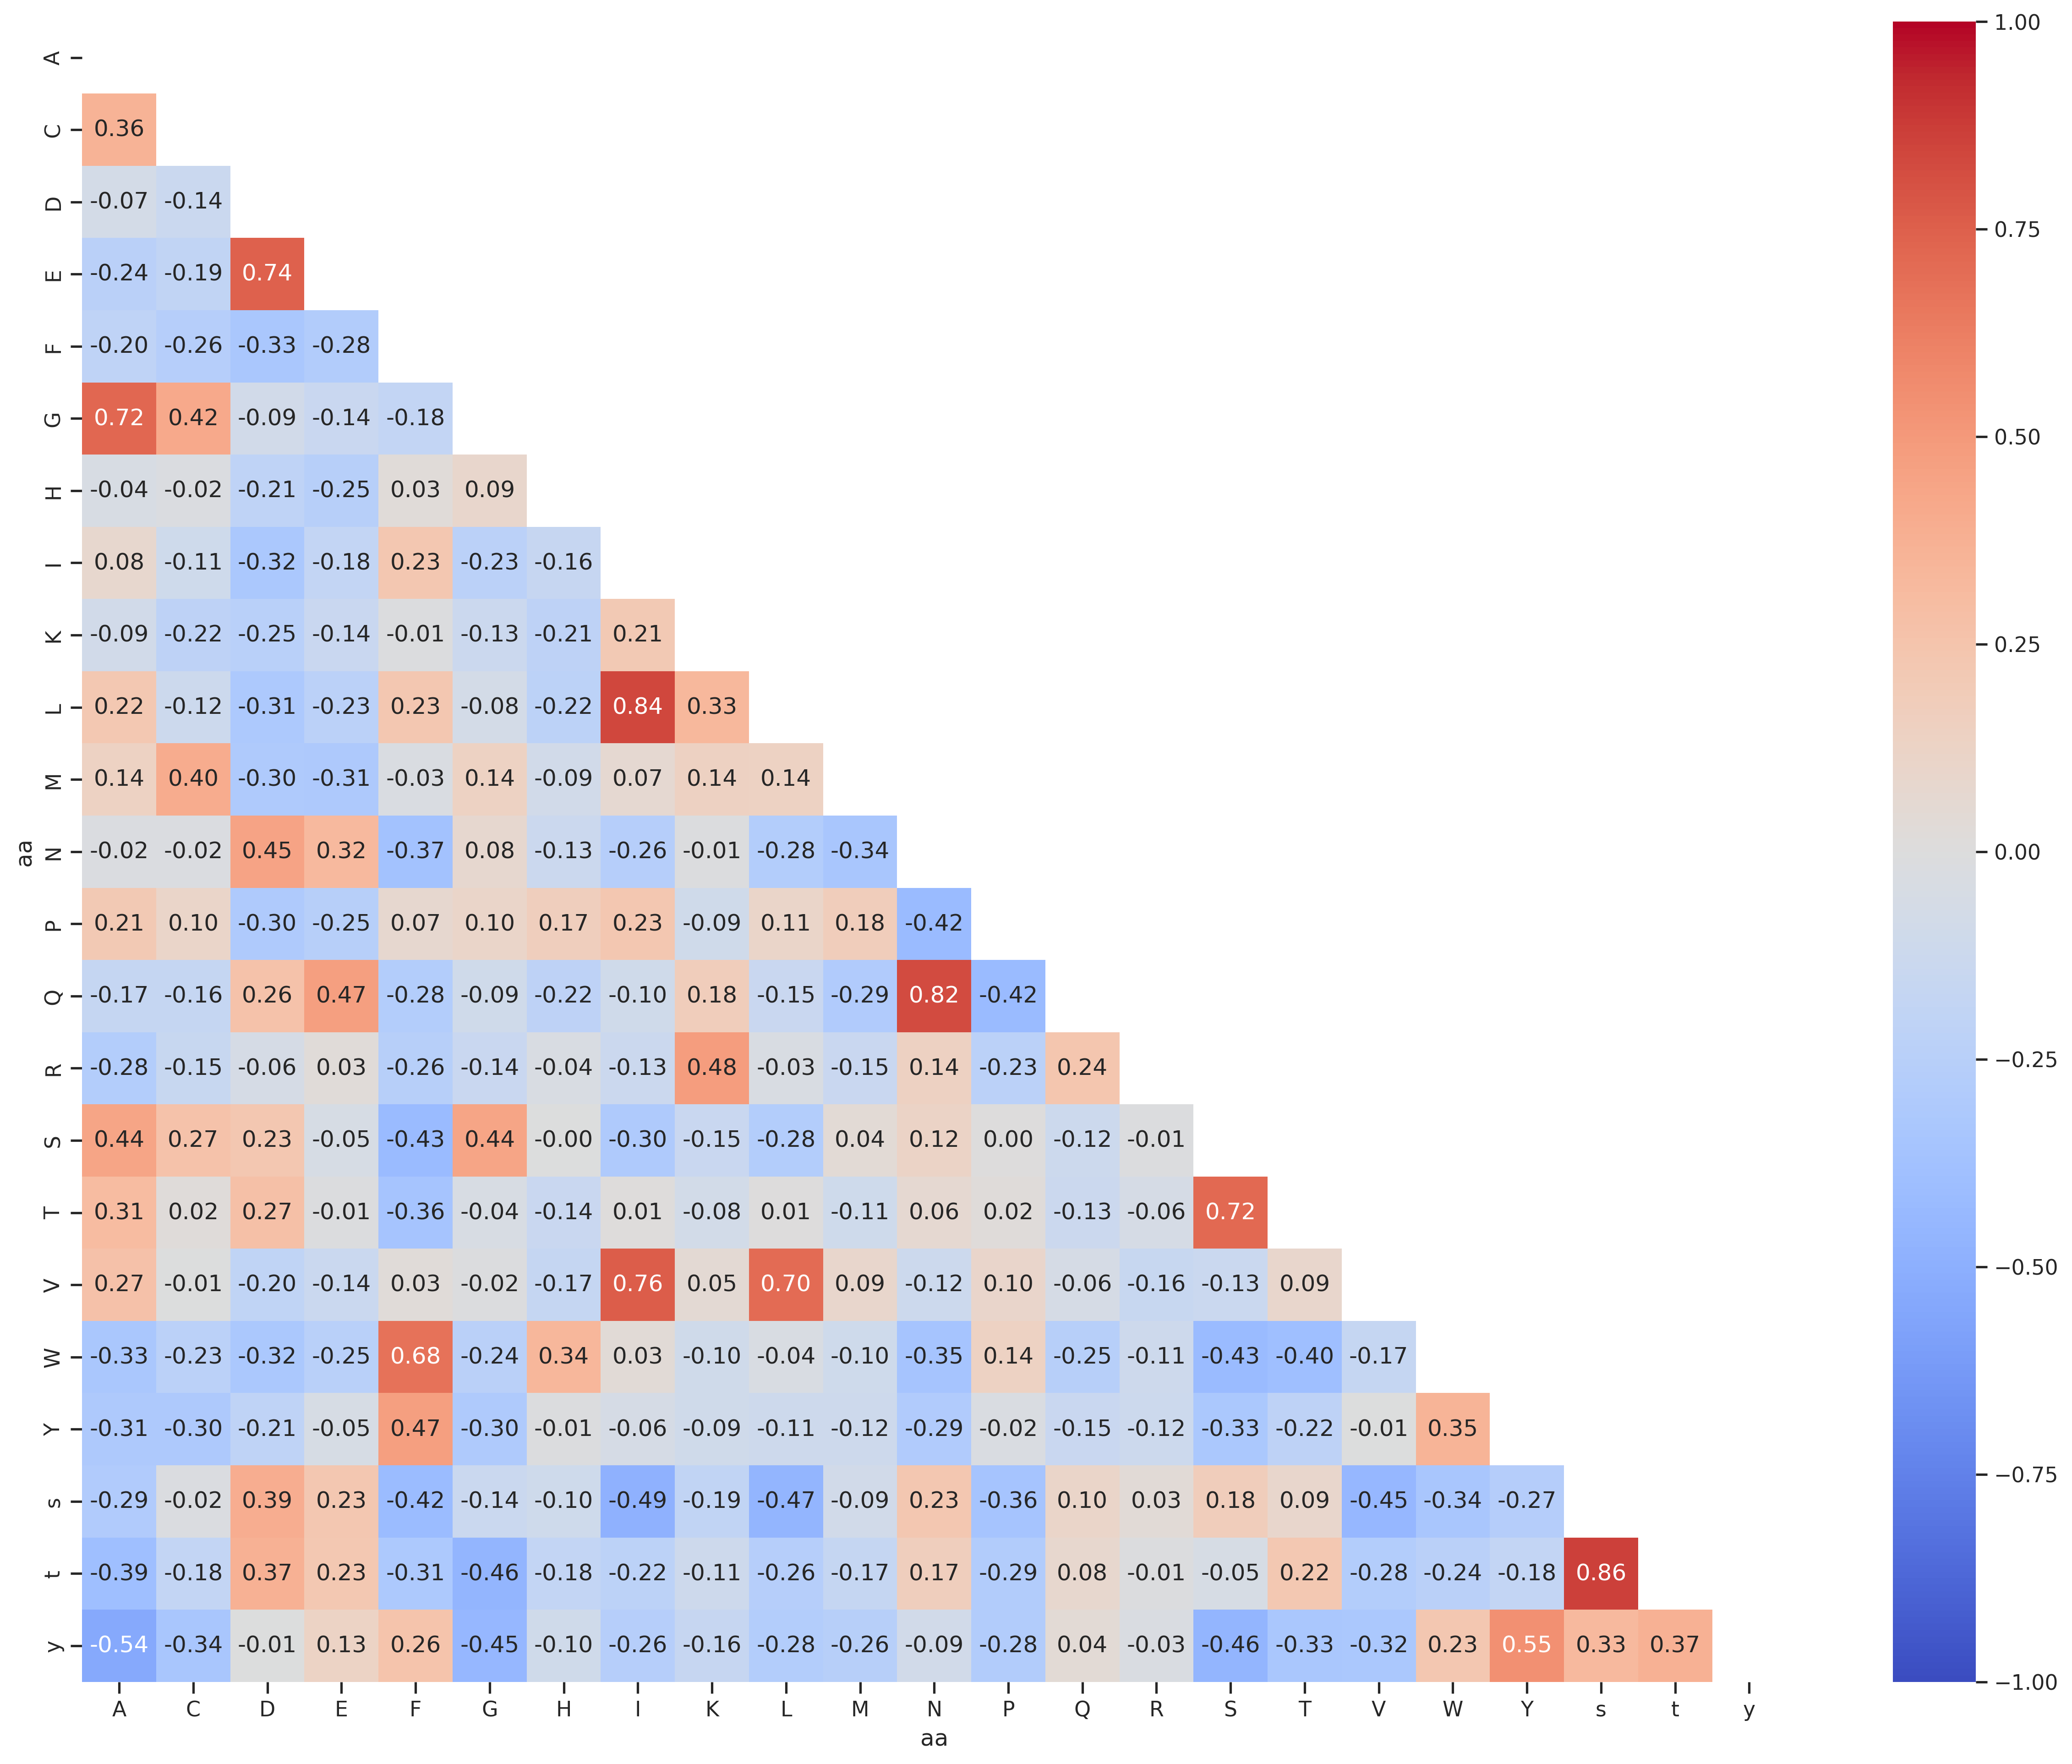 A
C 0.36
D -0.07 -0.14
E -0.24 -0.19 0.74
F -0.20 -0.26 -0.33 -0.28
G 0.72 0.42 -0.09 -0.14 -0.18
H -0.04 -0.02 -0.21 -0.25 0.03 0.09
I 0.08 -0.11 -0.32 -0.18 0.23 -0.23 -0.16
K -0.09 -0.22 -0.25 -0.14 -0.01 -0.13 -0.21 0.21
L 0.22 -0.12 -0.31 -0.23 0.23 -0.08 -0.22 0.84 0.33
M 0.14 0.40 -0.30 -0.31 -0.03 0.14 -0.09 0.07 0.14 0.14
aa
N -0.02 -0.02 0.45 0.32 -0.37 0.08 -0.13 -0.26 -0.01 -0.28 -0.34
P 0.21 0.10 -0.30 -0.25 0.07 0.10 0.17 0.23 -0.09 0.11 0.18 -0.42
Q -0.17 -0.16 0.26 0.47 -0.28 -0.09 -0.22 -0.10 0.18 -0.15 -0.29 0.82 -0.42
R -0.28 -0.15 -0.06 0.03 -0.26 -0.14 -0.04 -0.13 0.48 -0.03 -0.15 0.14 -0.23 0.24
S 0.44 0.27 0.23 -0.05 -0.43 0.44 -0.00 -0.30 -0.15 -0.28 0.04 0.12 0.00 -0.12 -0.01
T 0.31 0.02 0.27 -0.01 -0.36 -0.04 -0.14 0.01 -0.08 0.01 -0.11 0.06 0.02 -0.13 -0.06 0.72
V 0.27 -0.01 -0.20 -0.14 0.03 -0.02 -0.17 0.76 0.05 0.70 0.09 -0.12 0.10 -0.06 -0.16 -0.13 0.09
W -0.33 -0.23 -0.32 -0.25 0.68 -0.24 0.34 0.03 -0.10 -0.04 -0.10 -0.35 0.14 -0.25 -0.11 -0.43 -0.40 -0.17
Y -0.31 -0.30 -0.21 -0.05 0.47 -0.30 -0.01 -0.06 -0.09 -0.11 -0.12 -0.29 -0.02 -0.15 -0.12 -0.33 -0.22 -0.01 0.35
s -0.29 -0.02 0.39 0.23 -0.42 -0.14 -0.10 -0.49 -0.19 -0.47 -0.09 0.23 -0.36 0.10 0.03 0.18 0.09 -0.45 -0.34 -0.27
t -0.39 -0.18 0.37 0.23 -0.31 -0.46 -0.18 -0.22 -0.11 -0.26 -0.17 0.17 -0.29 0.08 -0.01 -0.05 0.22 -0.28 -0.24 -0.18 0.86
y -0.54 -0.34 -0.01 0.13 0.26 -0.45 -0.10 -0.26 -0.16 -0.28 -0.26 -0.09 -0.28 0.04 -0.03 -0.46 -0.33 -0.32 0.23 0.55 0.33 0.37
A C D E F G H I K L M N P Q R S T V W Y s t y
aa
1.00
0.75
0.50
0.25
0.00
−0.25
−0.50
−0.75
−1.00